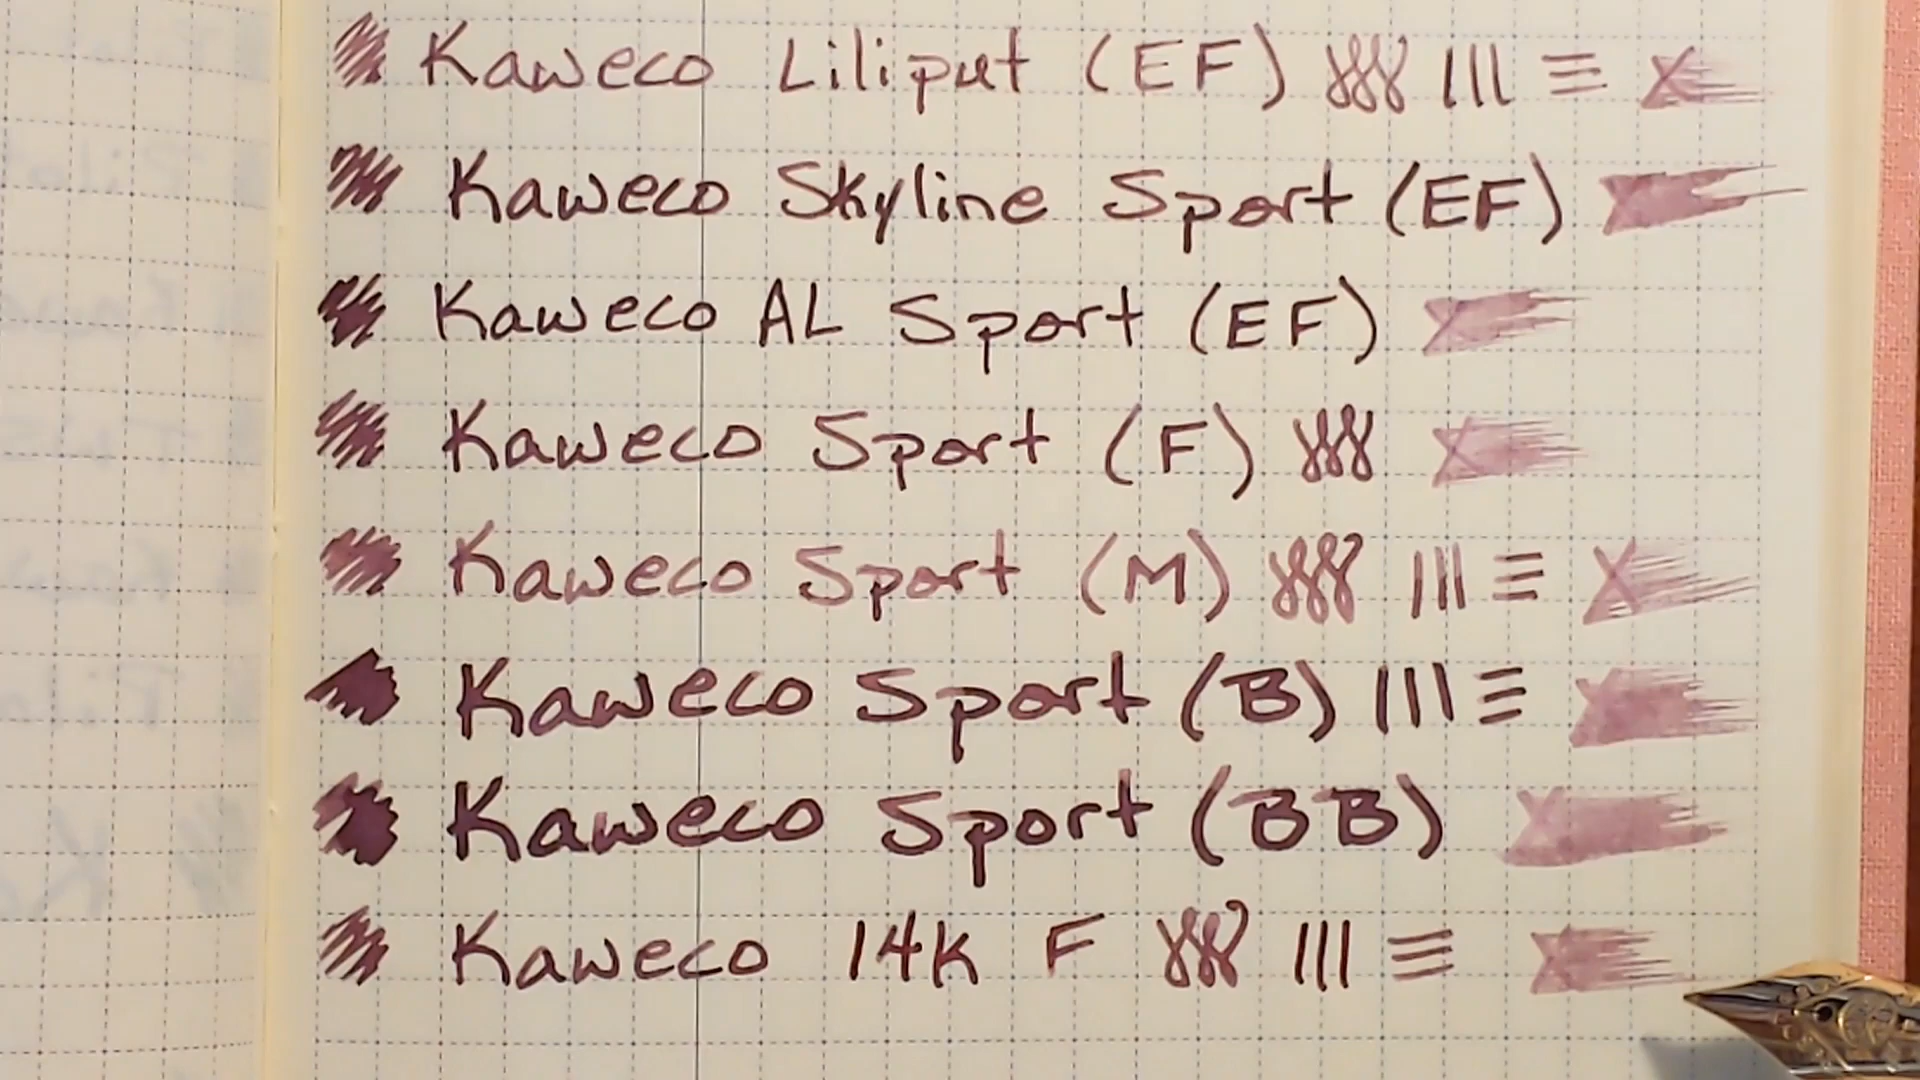 Kaweco Liliput (EF)
Kaweco Skyline Sport (EF)
Kaweco AL Sport (EF)
Kaweco Sport (F)
Kaweco Sport (M)
Kaweco Sport (B)
Kaweco Sport (BB)
Kaweco 14K F